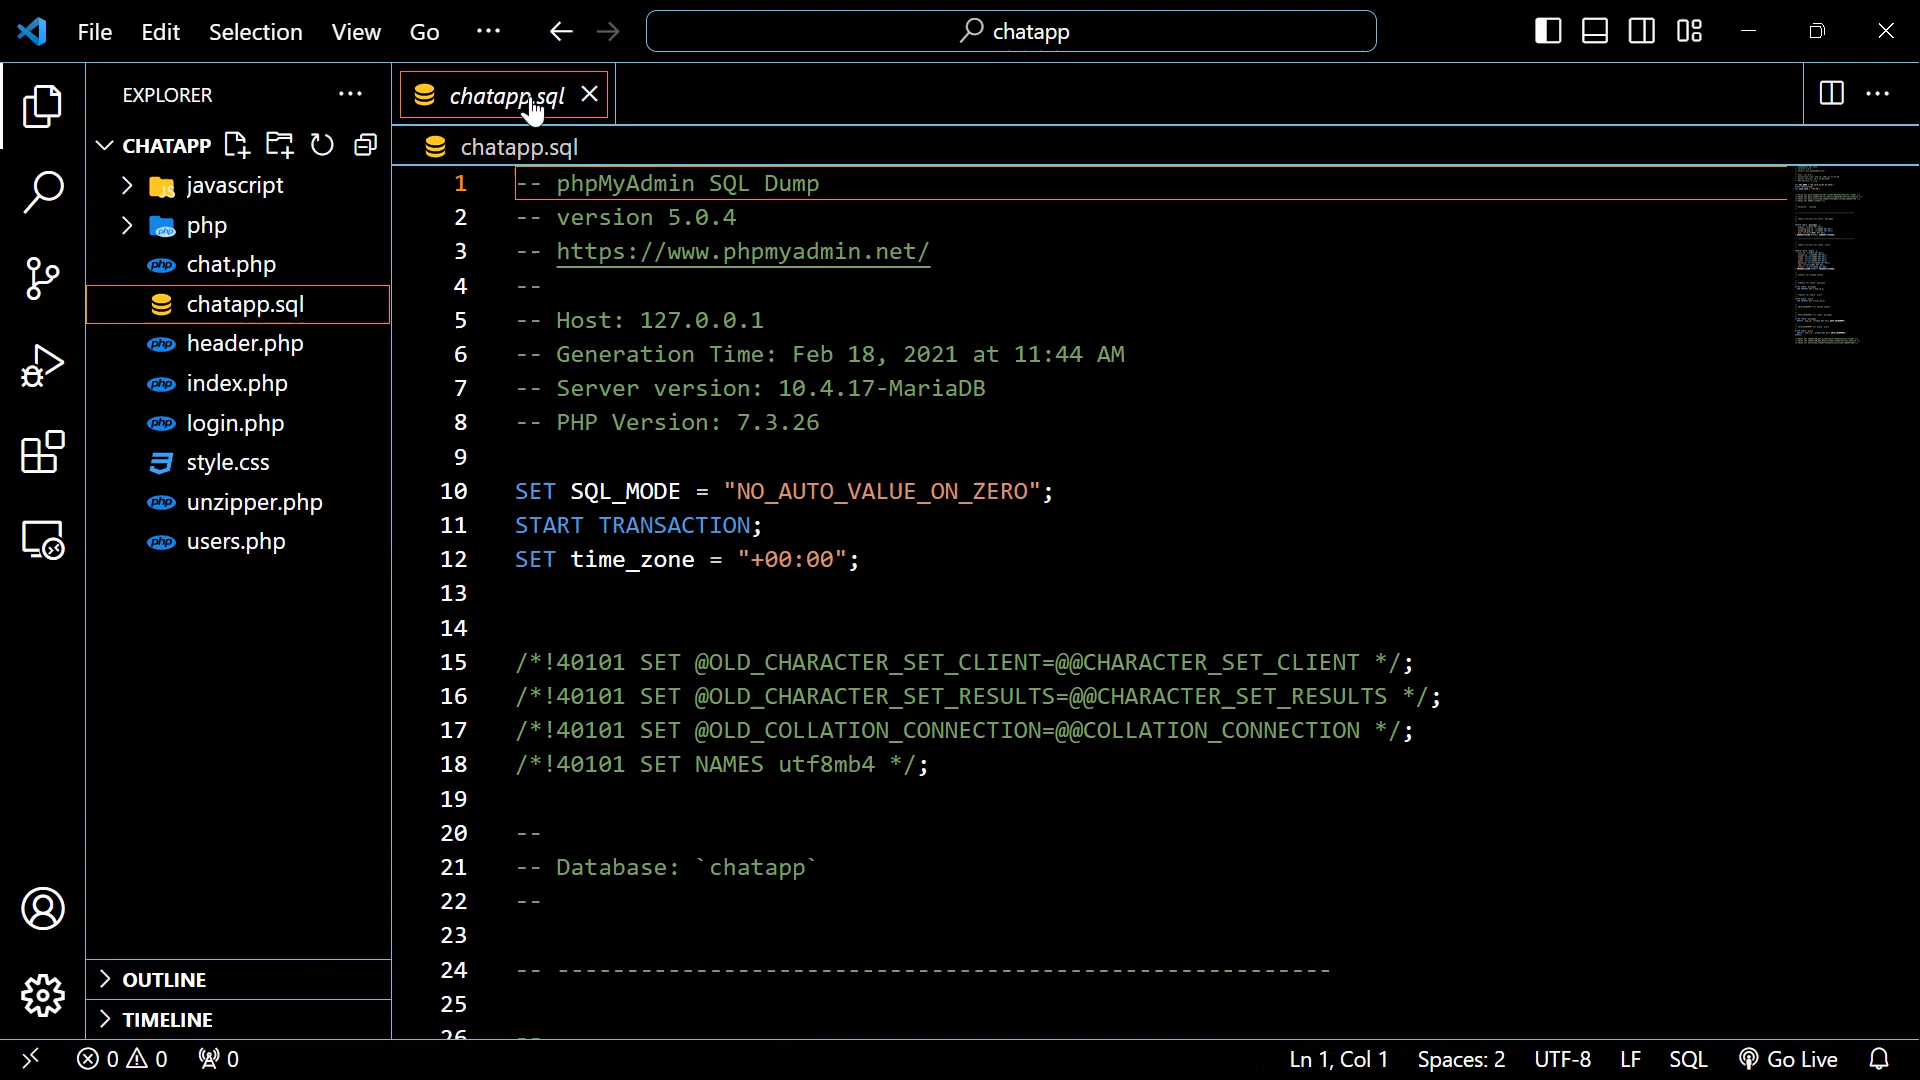 File Edit Selection View Go ··· chatapp
EXPLORER ···
CHATAPP
javascript
php
chat.php
chatapp.sql
header.php
index.php
login.php
style.css
unzipper.php
users.php
OUTLINE
TIMELINE
chatapp.sql
chatapp.sql
1 -- phpMyAdmin SQL Dump
2 -- version 5.0.4
3 -- https://www.phpmyadmin.net/
4 --
5 -- Host: 127.0.0.1
6 -- Generation Time: Feb 18, 2021 at 11:44 AM
7 -- Server version: 10.4.17-MariaDB
8 -- PHP Version: 7.3.26
9
10 SET SQL_MODE = "NO_AUTO_VALUE_ON_ZERO";
11 START TRANSACTION;
12 SET time_zone = "+00:00";
13
14
15 /*!40101 SET @OLD_CHARACTER_SET_CLIENT=@@CHARACTER_SET_CLIENT */;
16 /*!40101 SET @OLD_CHARACTER_SET_RESULTS=@@CHARACTER_SET_RESULTS */;
17 /*!40101 SET @OLD_COLLATION_CONNECTION=@@COLLATION_CONNECTION */;
18 /*!40101 SET NAMES utf8mb4 */;
19
20 --
21 -- Database: `chatapp`
22 --
23
24 -- --------------------------------------------------------
25
26 --
0 0 0
Ln 1, Col 1 Spaces: 2 UTF-8 LF SQL Go Live